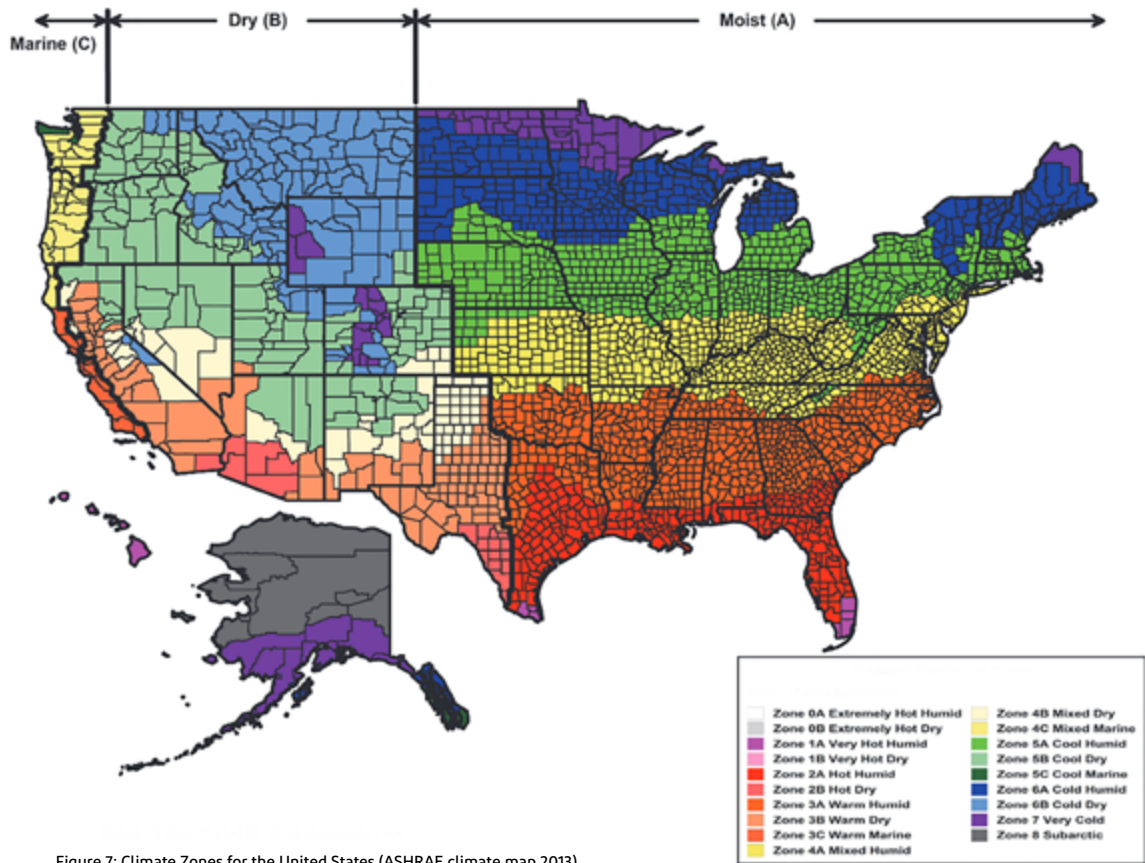 Dry (B)
Moist (A)
Marine (C)
Zone 0A Extremely Hot Humid
Zone 0B Extremely Hot Dry
Zone 1A Very Hot Humid
Zone 1B Very Hot Dry
Zone 2A Hot Humid
Zone 2B Hot Dry
Zone 3A Warm Humid
Zone 3B Warm Dry
Zone 3C Warm Marine
Zone 4A Mixed Humid
Zone 4B Mixed Dry
Zone 4C Mixed Marine
Zone 5A Cool Humid
Zone 5B Cool Dry
Zone 5C Cool Marine
Zone 6A Cold Humid
Zone 6B Cold Dry
Zone 7 Very Cold
Zone 8 Subarctic
Figure 7: Climate Zones for the United States (ASHRAE climate map 2013)